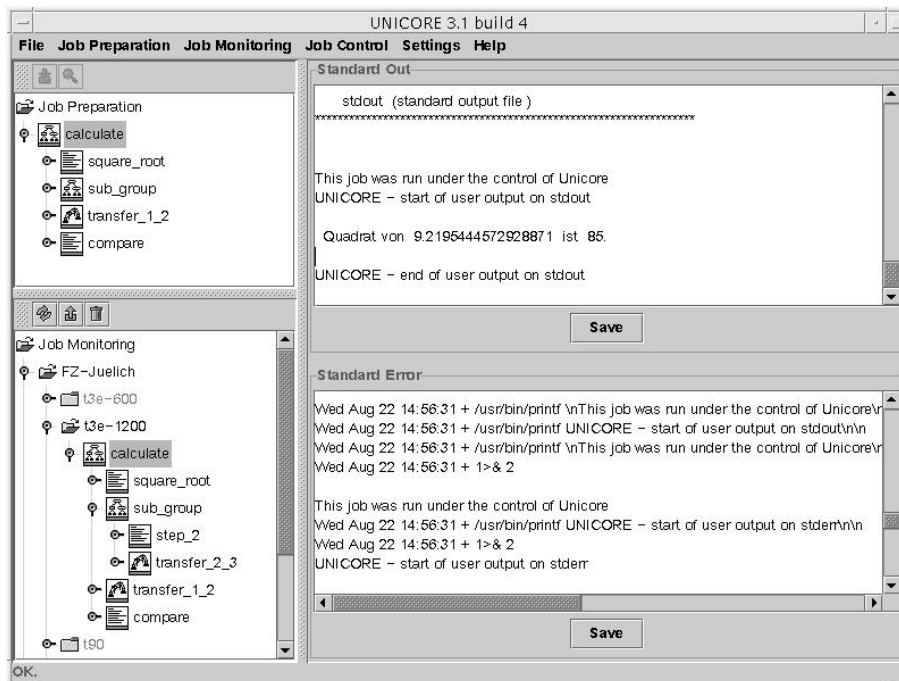 UNICORE 3.1 build 4
File Job Preparation Job Monitoring Job Control Settings Help
Job Preparation
calculate
square_root
sub_group
transfer_1_2
compare
Job Monitoring
FZ-Juelich
t3e-600
t3e-1200
calculate
square_root
sub_group
step_2
transfer_2_3
transfer_1_2
compare
t90
Standard Out
stdout (standard output file )
This job was run under the control of Unicore
UNICORE - start of user output on stdout
Quadrat von 9.2195444572928871 ist 85.
UNICORE - end of user output on stdout
Save
Standard Error
Wed Aug 22 14:56:31 + /usr/bin/printf \nThis job was run under the control of Unicore\n
Wed Aug 22 14:56:31 + /usr/bin/printf UNICORE - start of user output on stdout\n\n
Wed Aug 22 14:56:31 + /usr/bin/printf \nThis job was run under the control of Unicore\n
Wed Aug 22 14:56:31 + 1>& 2
This job was run under the control of Unicore
Wed Aug 22 14:56:31 + /usr/bin/printf UNICORE - start of user output on stderr\n\n
Wed Aug 22 14:56:31 + 1>& 2
UNICORE - start of user output on stderr
Save
OK.